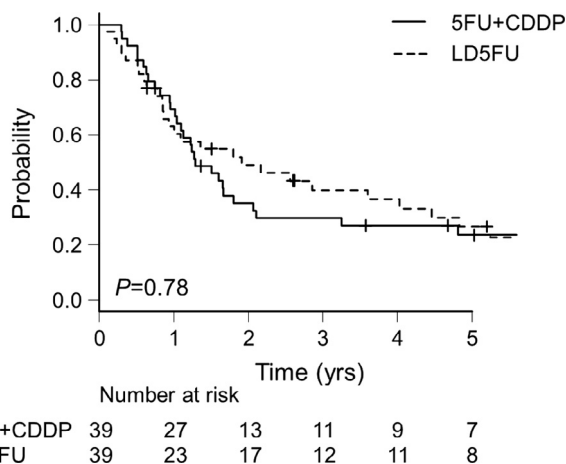 5FU+CDDP
LD5FU
1.0
0.8
0.6
0.4
0.2
0.0
Probability
P=0.78
0 1 2 3 4 5
Time (yrs)
Number at risk
+CDDP 39 27 13 11 9 7
FU 39 23 17 12 11 8